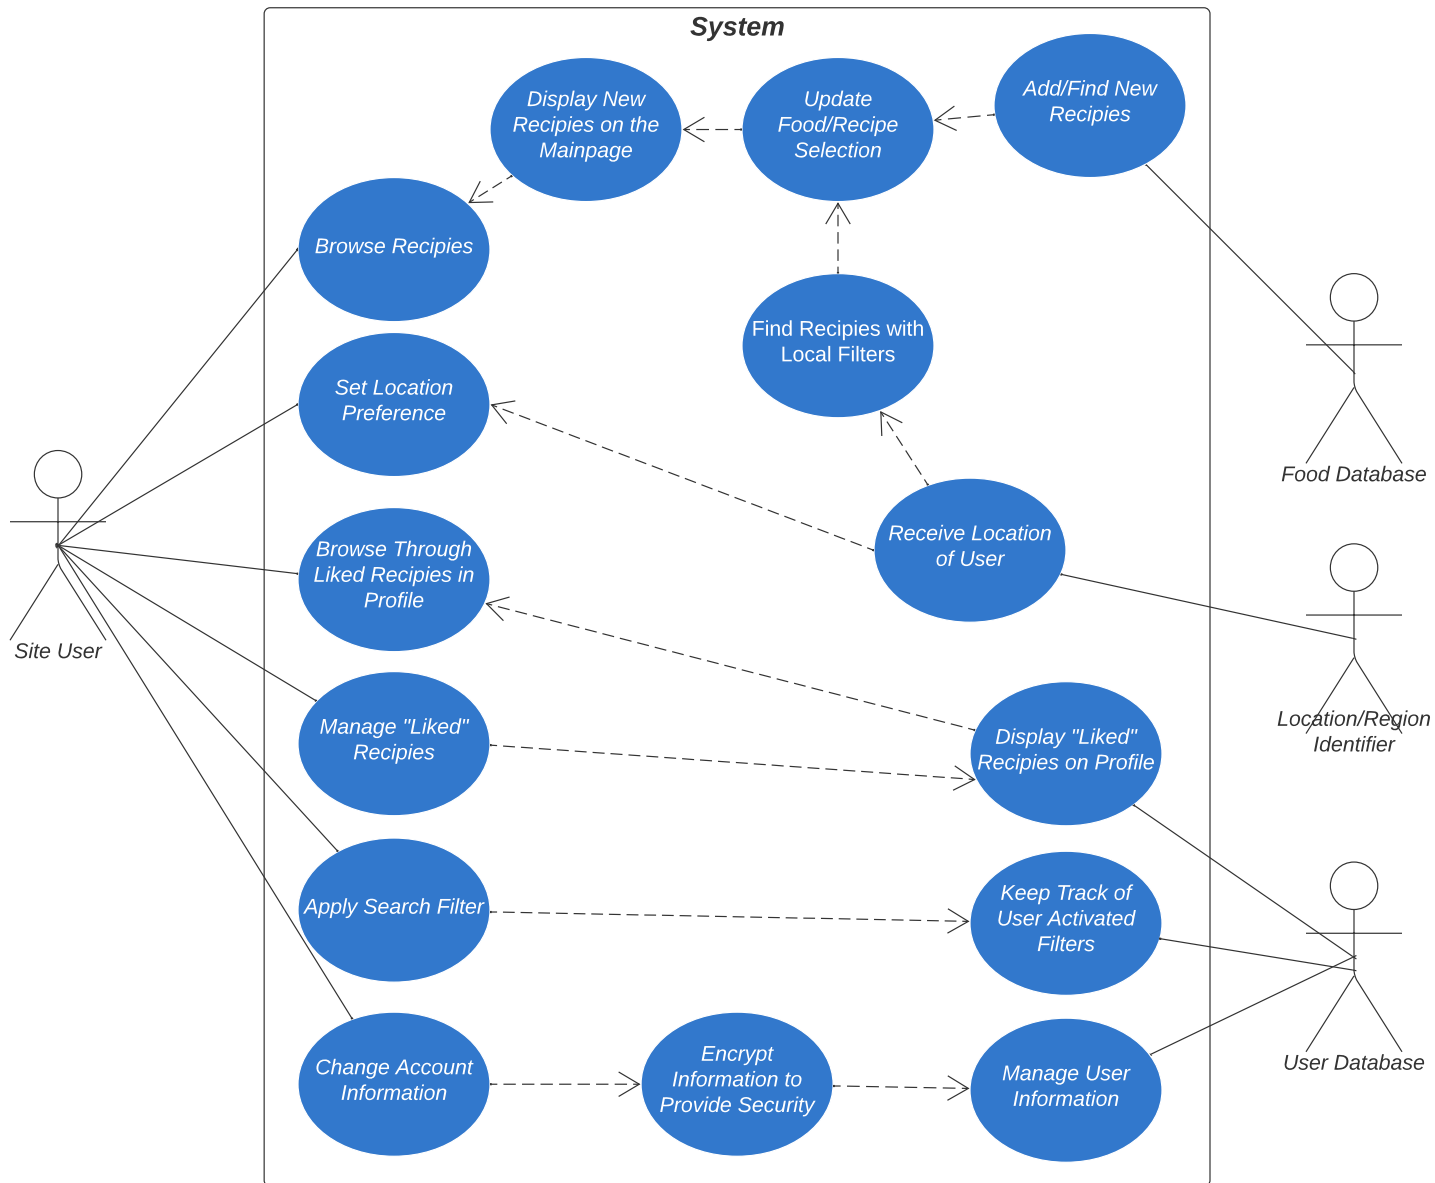 System
Display New
Recipies on the
Mainpage
Update
Food/Recipe
Selection
Add/Find New
Recipies
Browse Recipies
Find Recipies with
Local Filters
Set Location
Preference
Food Database
Receive Location
of User
Browse Through
Liked Recipies in
Profile
Site User
Location/Region
Identifier
Manage "Liked"
Recipies
Display "Liked"
Recipies on Profile
Apply Search Filter
Keep Track of
User Activated
Filters
User Database
Change Account
Information
Encrypt
Information to
Provide Security
Manage User
Information